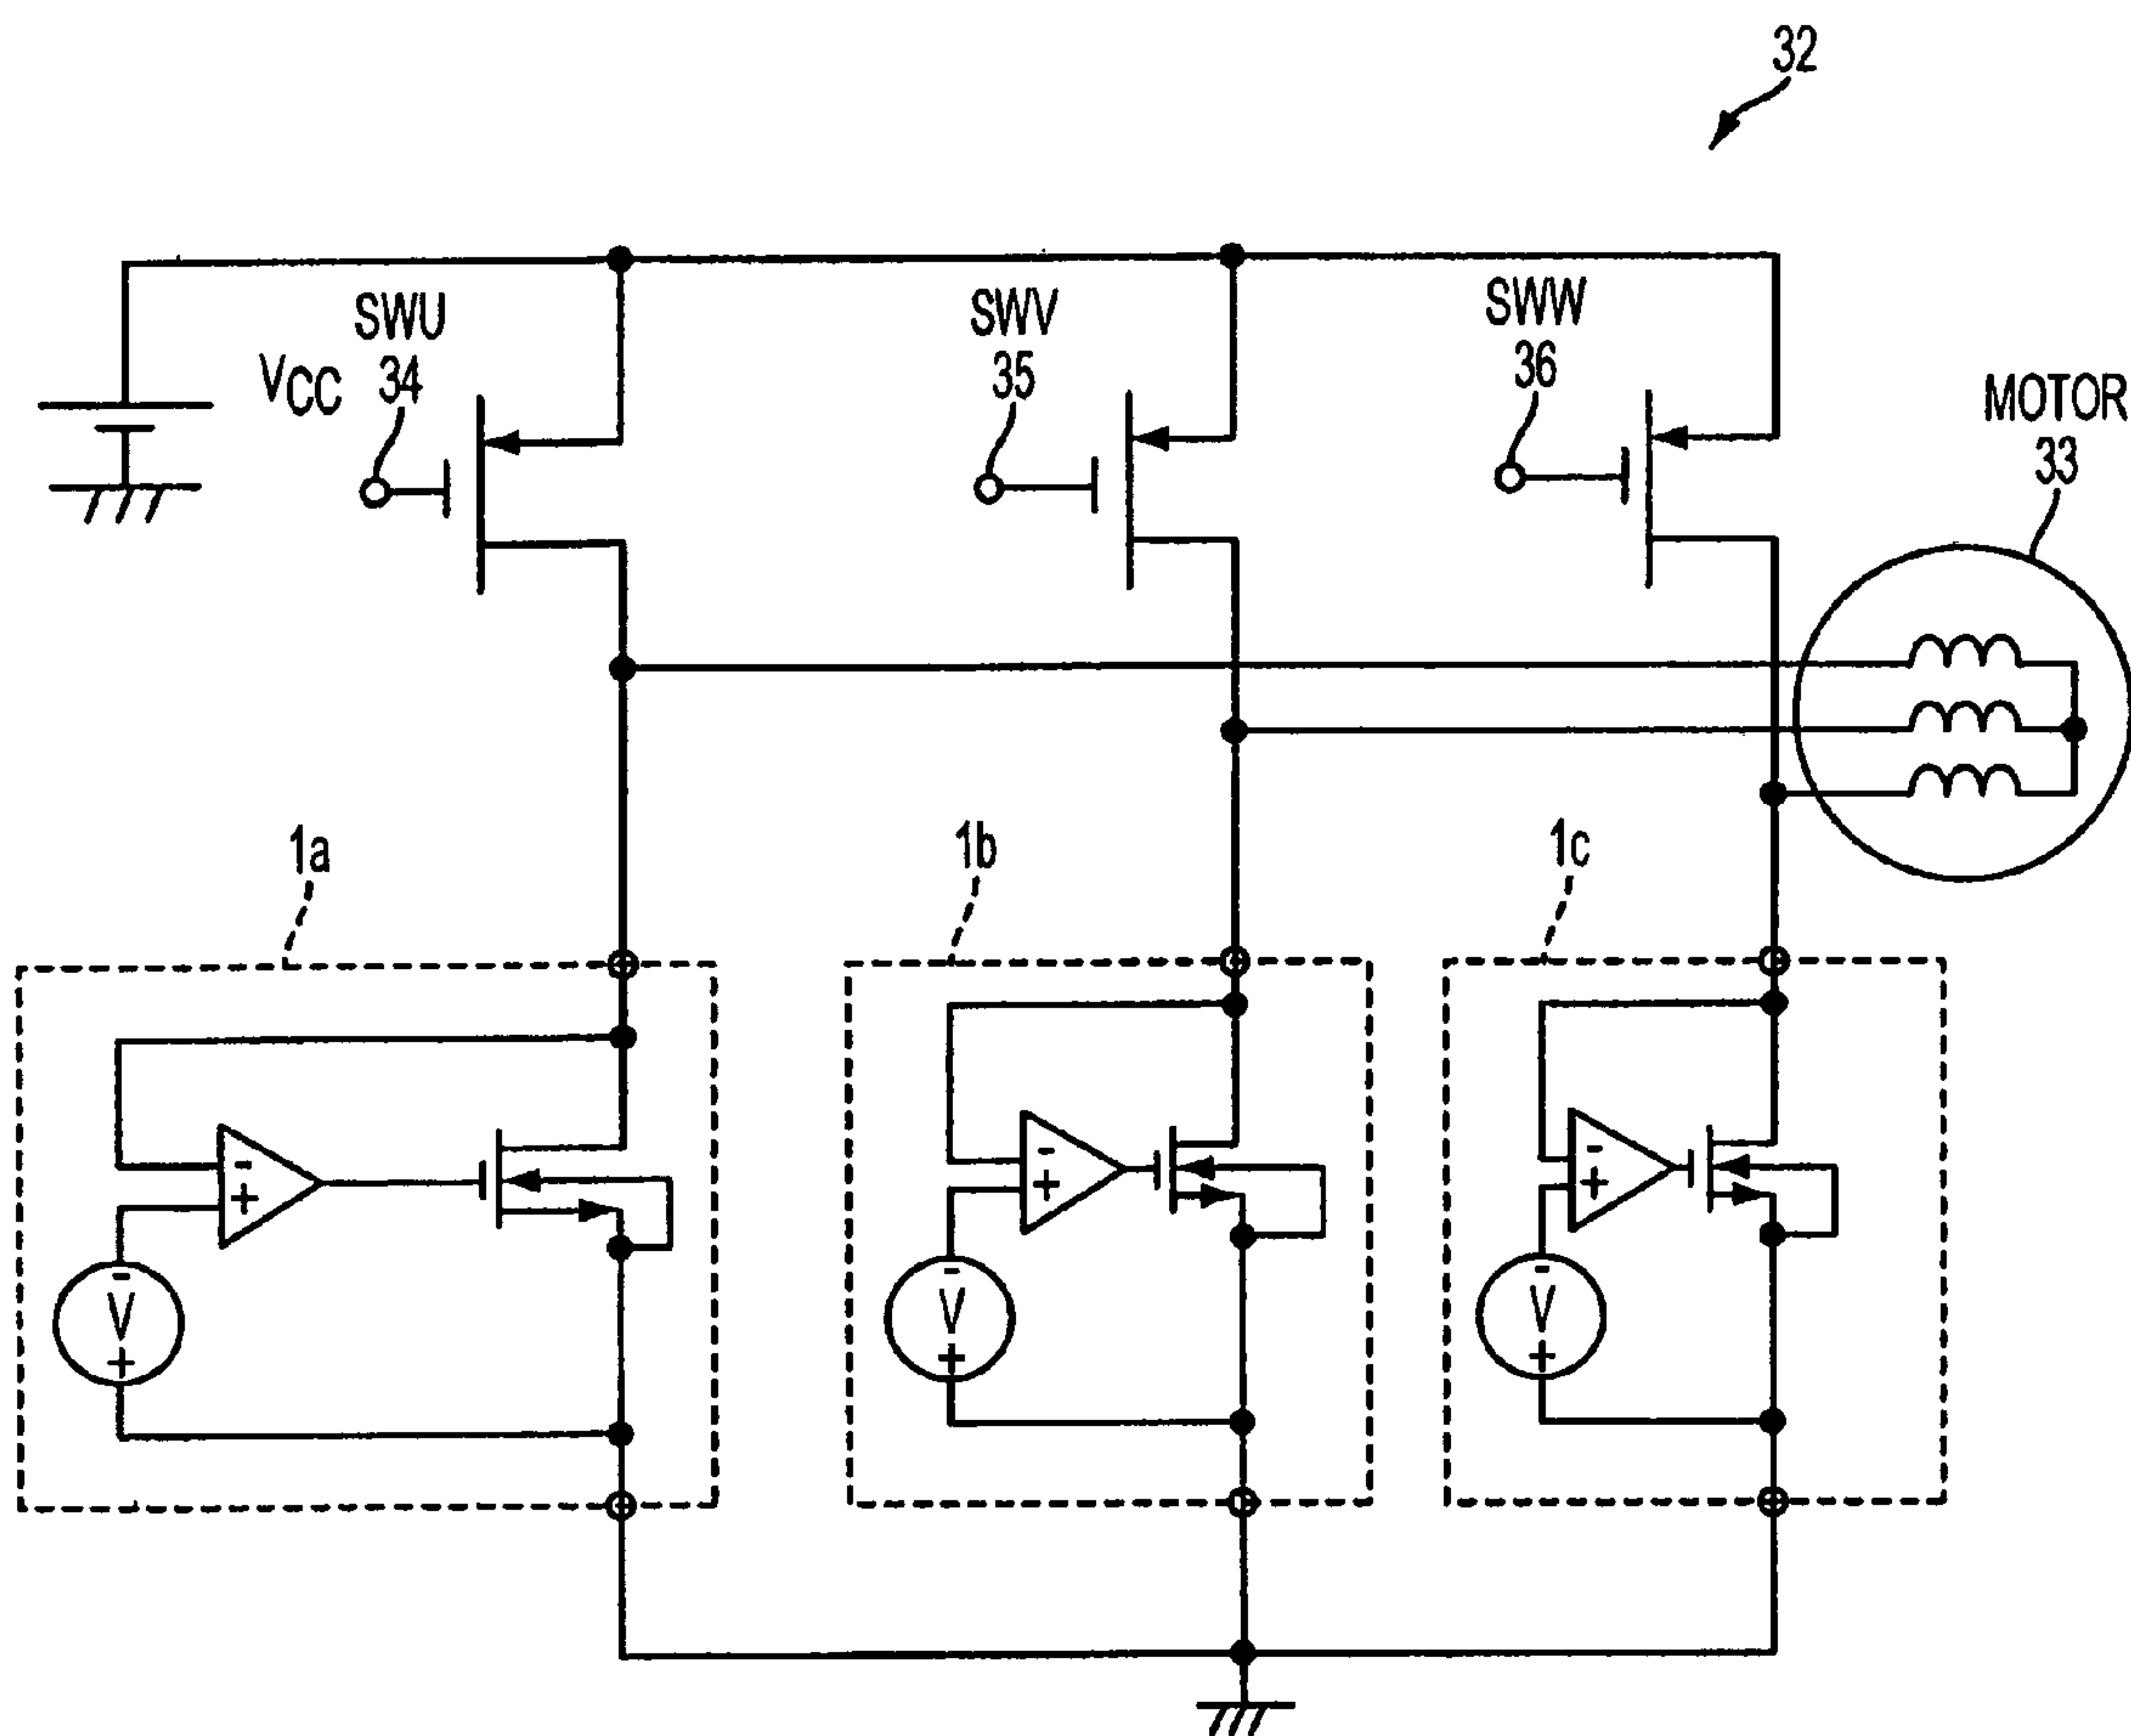 32
SWU
34
VCC
SWV
35
SWW
36
MOTOR
33
1a
1b
1c
-
+
-
V
+
-
+
-
V
+
-
+
-
V
+